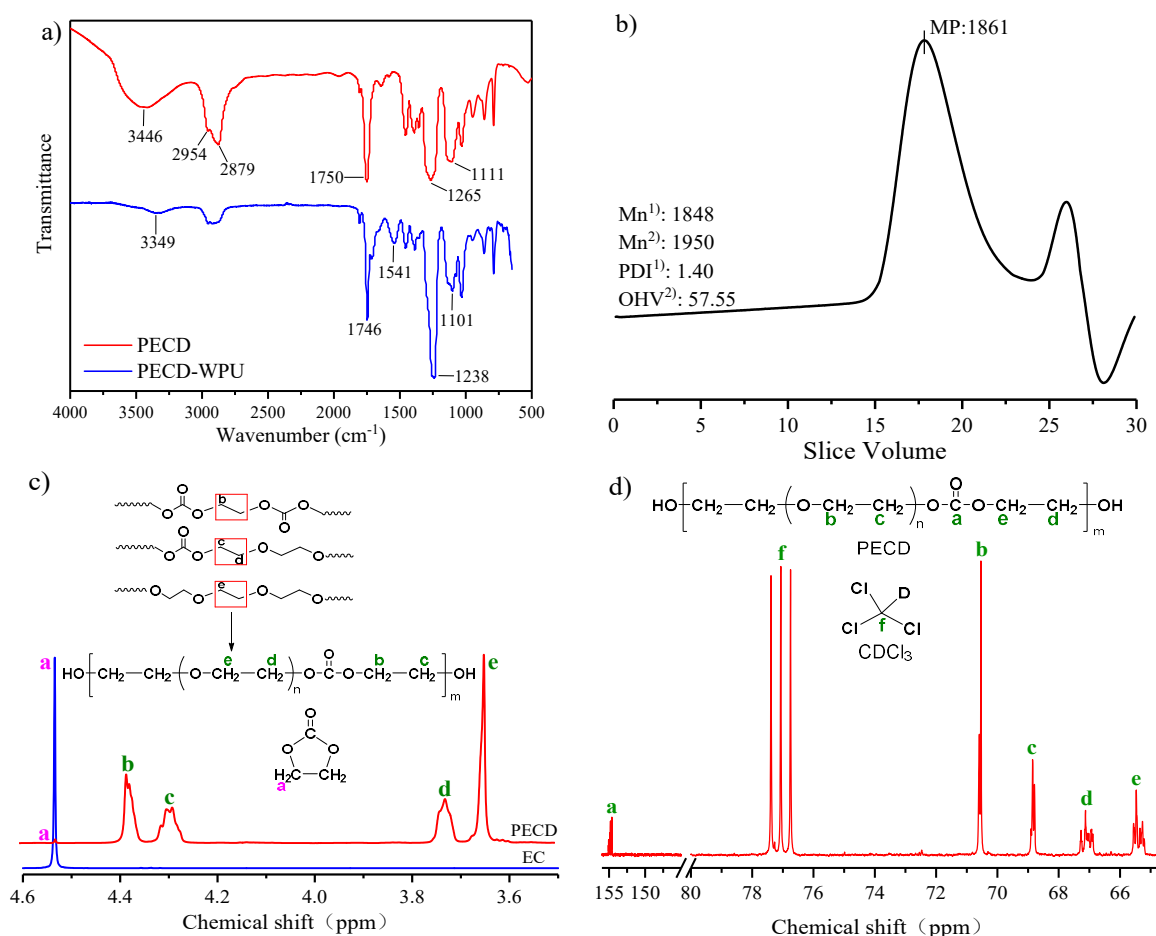 a)
3446
2954
2879
1750
1265
1111
3349
1746
1541
1101
1238
PECD
PECD-WPU
Transmittance
4000 3500 3000 2500 2000 1500 1000 500
Wavenumber (cm⁻¹)
b)
MP:1861
Mn¹⁾: 1848
Mn²⁾: 1950
PDI¹⁾: 1.40
OHV²⁾: 57.55
0 5 10 15 20 25 30
Slice Volume
c)
O
O O b O O
O
O
O O c d O O
O O e O O
HO [ CH₂ CH₂ ( O CH₂ CH₂ )n O C O CH₂ CH₂ ]m OH
e d O b c
O
O O
H₂C CH₂
a
a
b
c
d
e
a
PECD
EC
4.6 4.4 4.2 4.0 3.8 3.6
Chemical shift（ppm）
d)
O
HO [ CH₂ CH₂ ( O CH₂ CH₂ )n O C O CH₂ CH₂ ]m OH
b c a e d
PECD
f
b
Cl D
Cl f Cl
CDCl₃
a
c
d
e
155 150 80 78 76 74 72 70 68 66
Chemical shift（ppm）